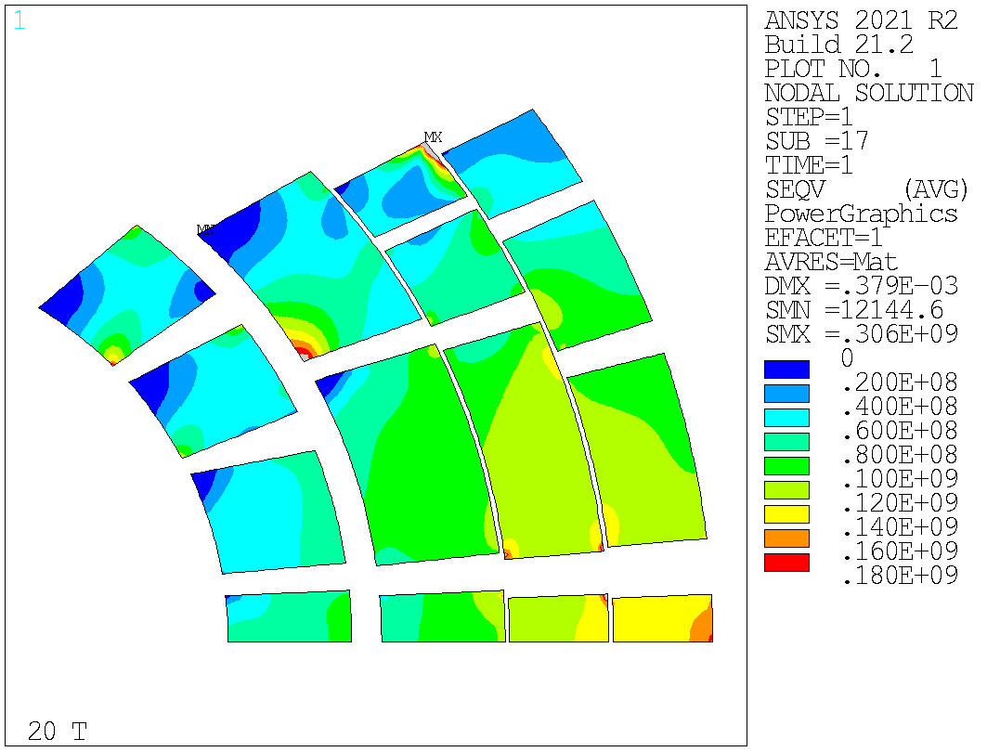 1
ANSYS 2021 R2
Build 21.2
PLOT NO. 1
NODAL SOLUTION
STEP=1
SUB =17
TIME=1
SEQV (AVG)
PowerGraphics
EFACET=1
AVRES=Mat
DMX =.379E-03
SMN =12144.6
SMX =.306E+09
0
.200E+08
.400E+08
.600E+08
.800E+08
.100E+09
.120E+09
.140E+09
.160E+09
.180E+09
MX
MN
20 T